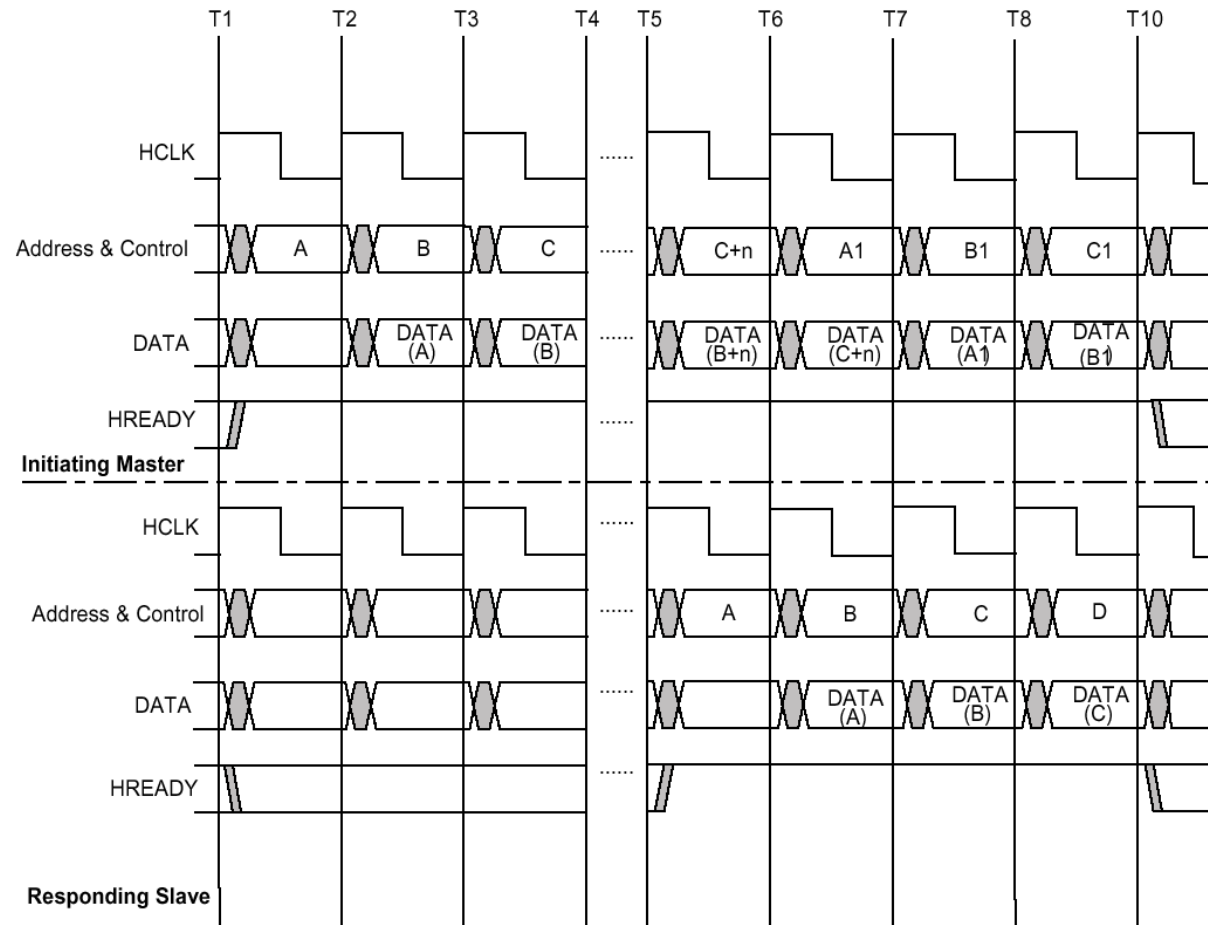 T1 T2 T3 T4 T5 T6 T7 T8 T10
HCLK ......
Address & Control A B C ...... C+n A1 B1 C1
DATA DATA (A) DATA (B) ...... DATA (B+n) DATA (C+n) DATA (A1) DATA (B1)
HREADY ......
Initiating Master
HCLK ......
Address & Control ...... A B C D
DATA ...... DATA (A) DATA (B) DATA (C)
HREADY ......
Responding Slave